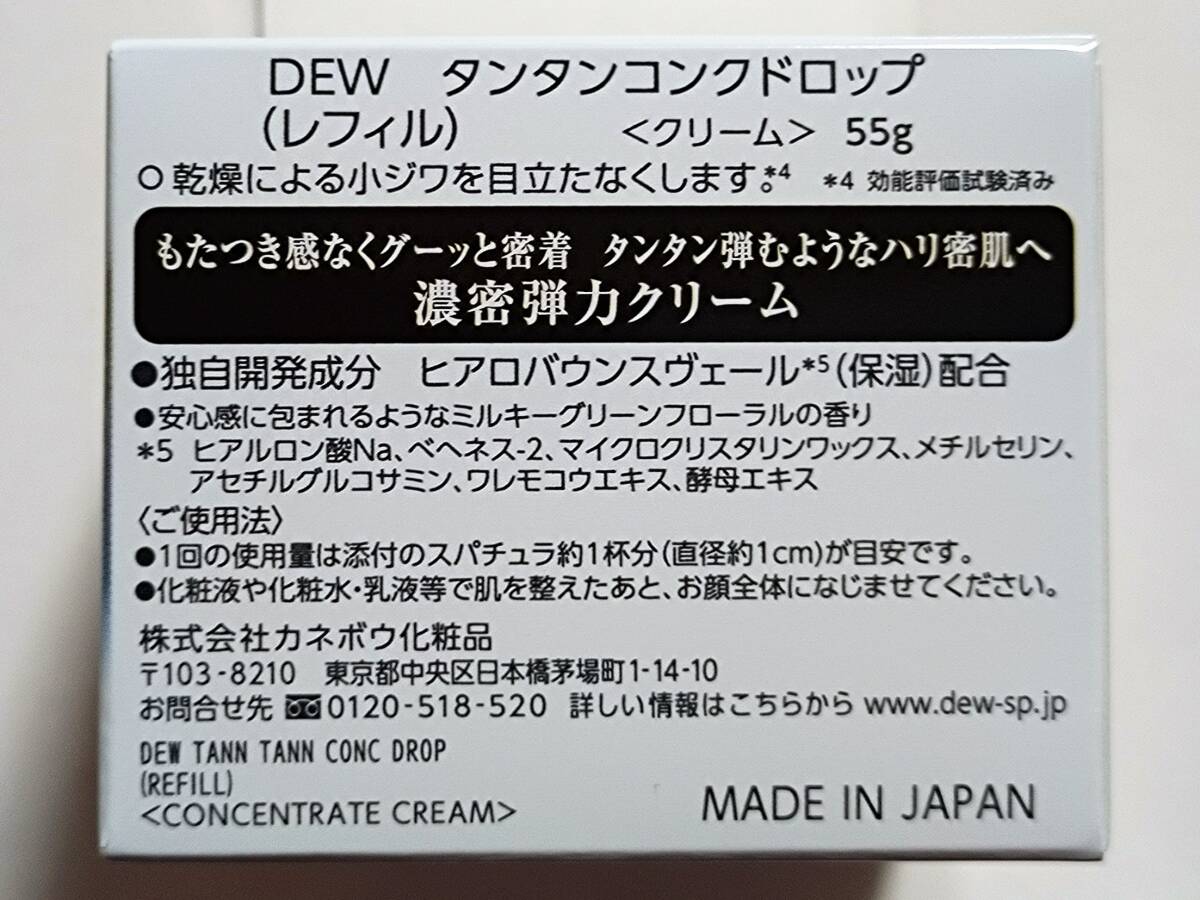 DEW タンタンコンクドロップ
(レフィル) <クリーム> 55g
○ 乾燥による小ジワを目立たなくします。*4 *4 効能評価試験済み
もたつき感なくグーッと密着 タンタン弾むようなハリ密肌へ
濃密弾力クリーム
●独自開発成分 ヒアロバウンスヴェール*5(保湿)配合
●安心感に包まれるようなミルキーグリーンフローラルの香り
*5 ヒアルロン酸Na、ベヘネス-2、マイクロクリスタリンワックス、メチルセリン、
アセチルグルコサミン、ワレモコウエキス、酵母エキス
〈ご使用法〉
●1回の使用量は添付のスパチュラ約1杯分(直径約1cm)が目安です。
●化粧液や化粧水・乳液等で肌を整えたあと、お顔全体になじませてください。
株式会社カネボウ化粧品
〒103-8210 東京都中央区日本橋茅場町1-14-10
お問合せ先 0120-518-520 詳しい情報はこちらから www.dew-sp.jp
DEW TANN TANN CONC DROP
(REFILL)
<CONCENTRATE CREAM>
MADE IN JAPAN